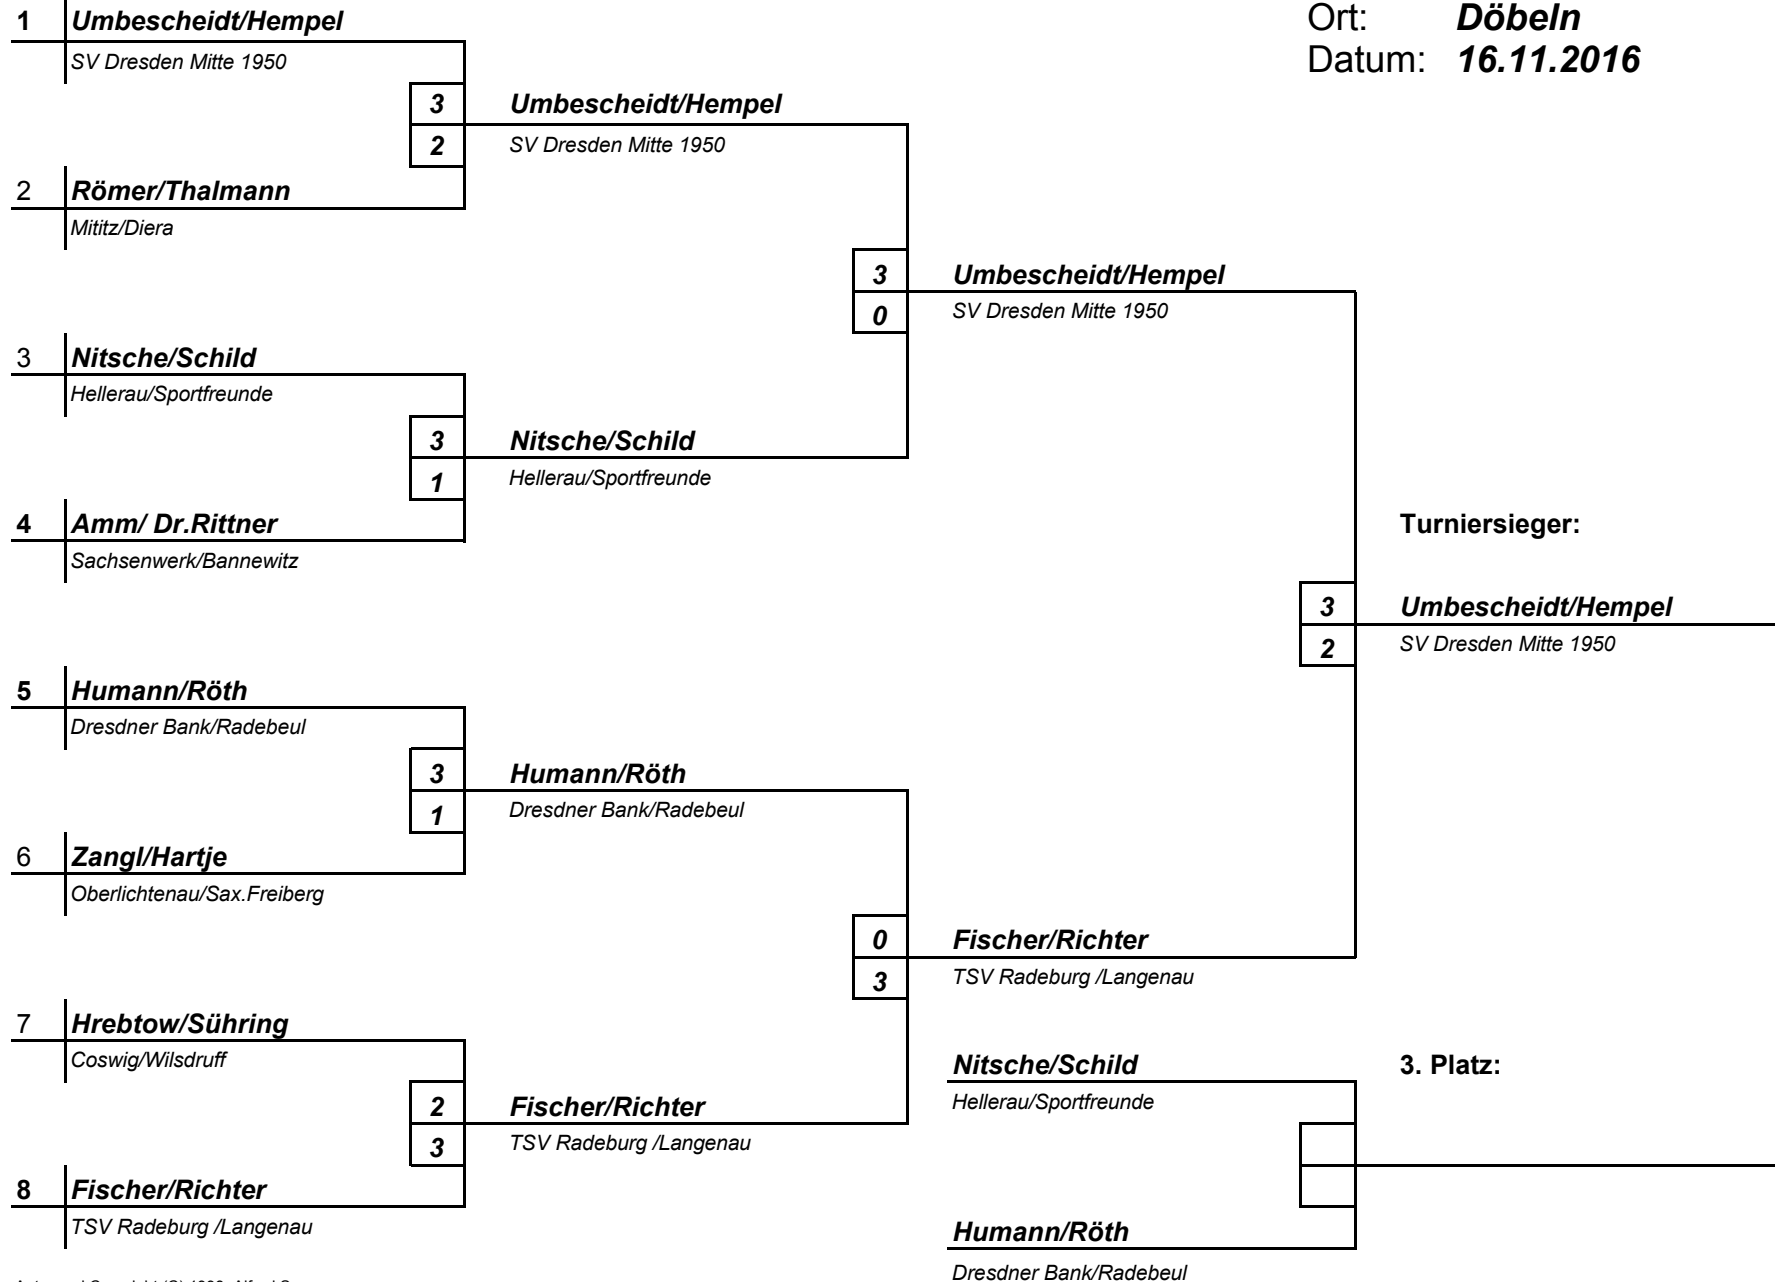 Ort: Döbeln
Datum: 16.11.2016
1 Umbescheidt/Hempel
SV Dresden Mitte 1950
3 Umbescheidt/Hempel
2 SV Dresden Mitte 1950
2 Römer/Thalmann
Mititz/Diera
3 Umbescheidt/Hempel
0 SV Dresden Mitte 1950
3 Nitsche/Schild
Hellerau/Sportfreunde
3 Nitsche/Schild
1 Hellerau/Sportfreunde
4 Amm/ Dr.Rittner
Sachsenwerk/Bannewitz
Turniersieger:
3 Umbescheidt/Hempel
2 SV Dresden Mitte 1950
5 Humann/Röth
Dresdner Bank/Radebeul
3 Humann/Röth
1 Dresdner Bank/Radebeul
6 Zangl/Hartje
Oberlichtenau/Sax.Freiberg
0 Fischer/Richter
3 TSV Radeburg /Langenau
7 Hrebtow/Sühring
Coswig/Wilsdruff
2 Fischer/Richter
3 TSV Radeburg /Langenau
8 Fischer/Richter
TSV Radeburg /Langenau
Nitsche/Schild
Hellerau/Sportfreunde
3. Platz:
Humann/Röth
Dresdner Bank/Radebeul